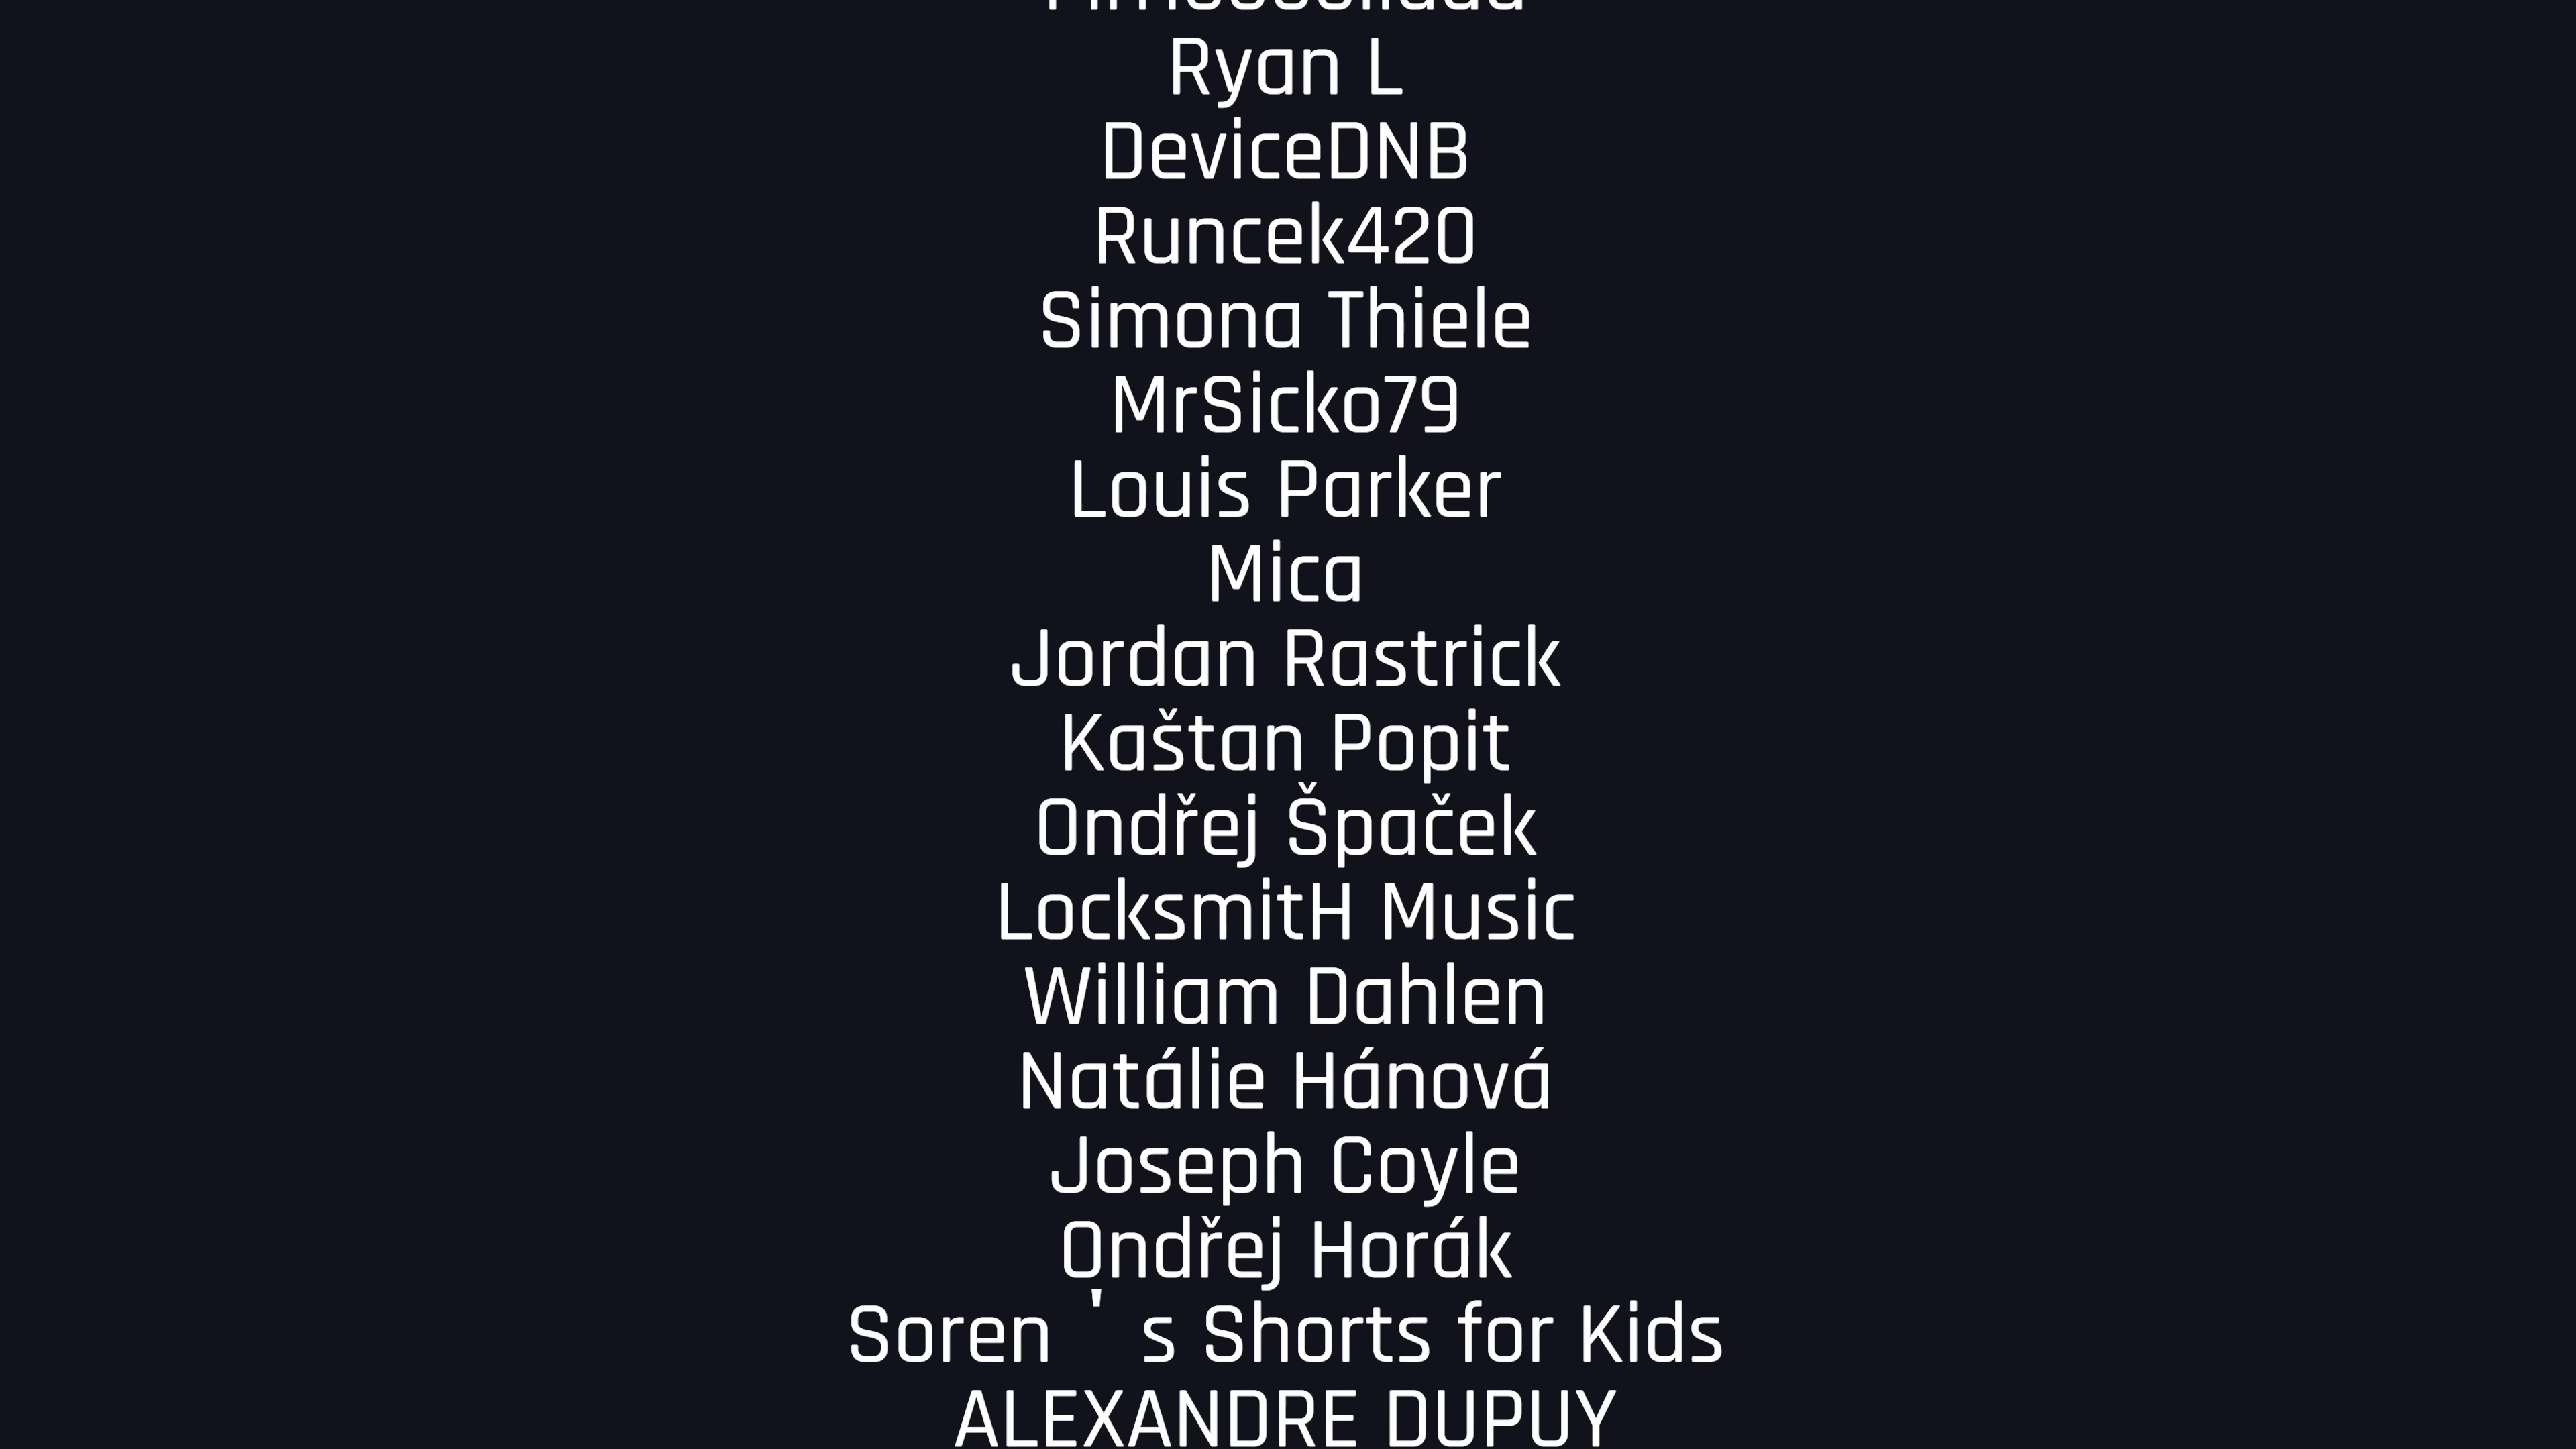 Ryan L
DeviceDNB
Runcek420
Simona Thiele
MrSicko79
Louis Parker
Mica
Jordan Rastrick
Kaštan Popit
Ondřej Špaček
LocksmitH Music
William Dahlen
Natálie Hánová
Joseph Coyle
Ondřej Horák
Soren ' s Shorts for Kids
ALEXANDRE DUPUY